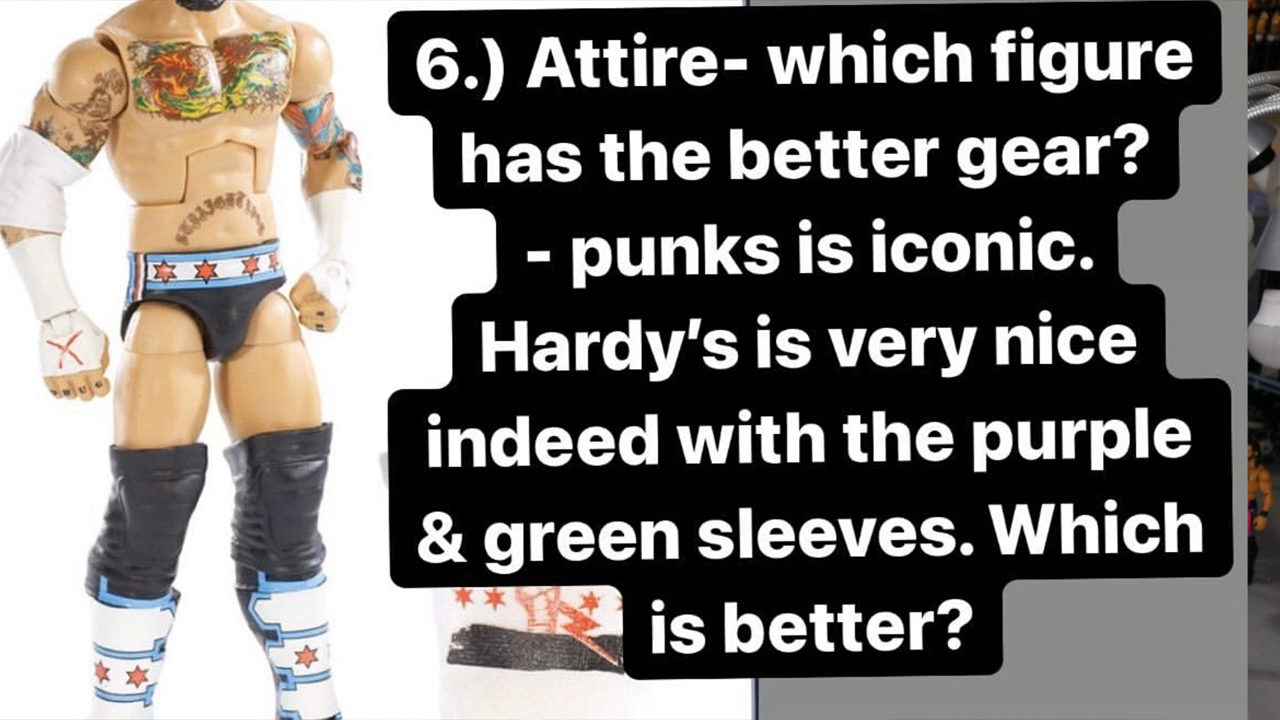 6.) Attire- which figure
has the better gear?
- punks is iconic.
Hardy's is very nice
indeed with the purple
& green sleeves. Which
is better?